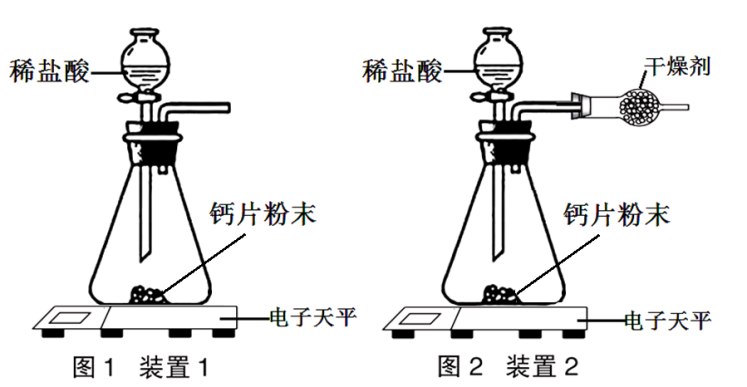 稀盐酸
钙片粉末
电子天平
图1 装置1
稀盐酸
干燥剂
钙片粉末
电子天平
图2 装置2